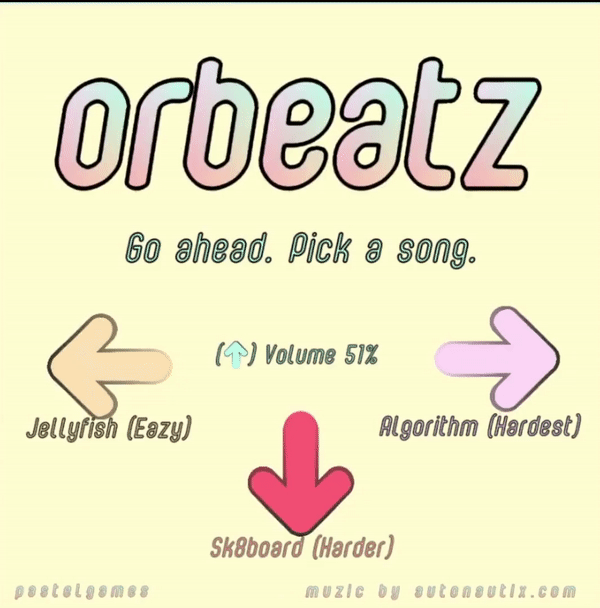 orbeatz
Go ahead. Pick a song.
(↑) Volume 51%
Jellyfish (Eazy)
Algorithm (Hardest)
Sk8board (Harder)
pastelgames
muzic by autonautix.com